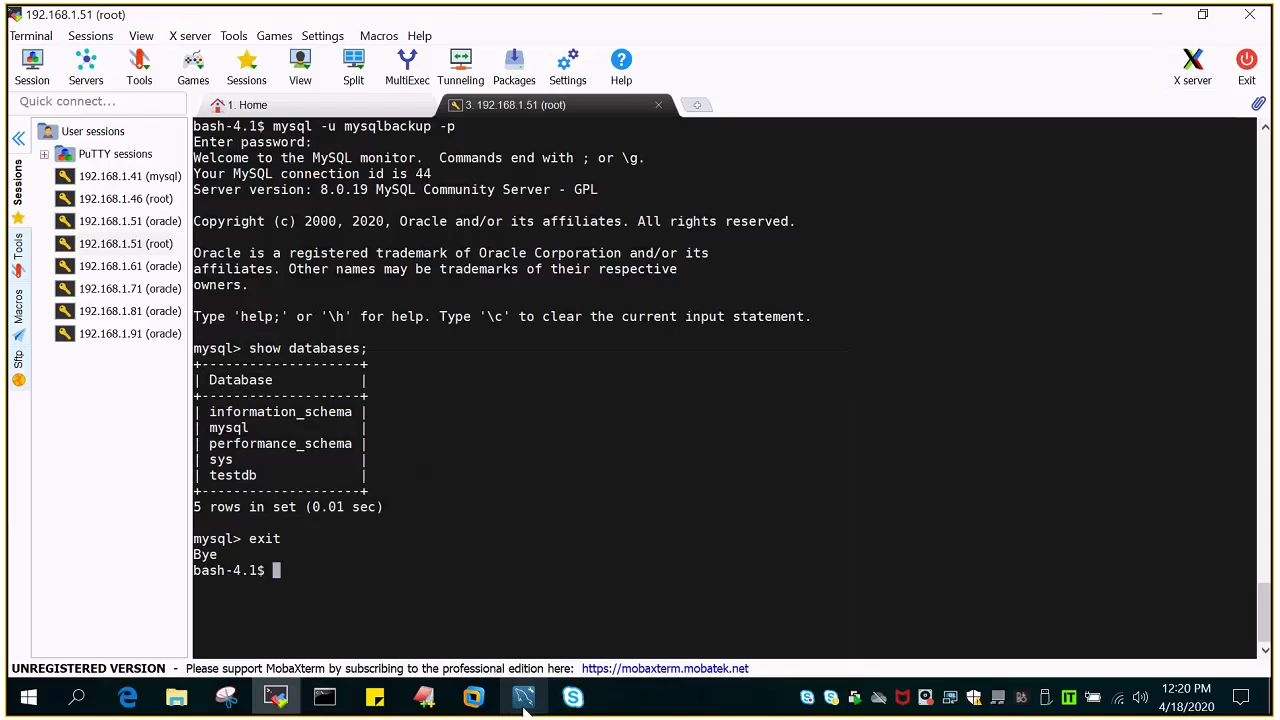 192.168.1.51 (root)
Terminal Sessions View X server Tools Games Settings Macros Help
Session Servers Tools Games Sessions View Split MultiExec Tunneling Packages Settings Help X server Exit
Quick connect...
1. Home
3. 192.168.1.51 (root)
User sessions
PuTTY sessions
192.168.1.41 (mysql)
192.168.1.46 (root)
192.168.1.51 (oracle)
192.168.1.51 (root)
192.168.1.61 (oracle)
192.168.1.71 (oracle)
192.168.1.81 (oracle)
192.168.1.91 (oracle)
Sessions
Tools
Macros
Sftp
bash-4.1$ mysql -u mysqlbackup -p
Enter password:
Welcome to the MySQL monitor.  Commands end with ; or \g.
Your MySQL connection id is 44
Server version: 8.0.19 MySQL Community Server - GPL
Copyright (c) 2000, 2020, Oracle and/or its affiliates. All rights reserved.
Oracle is a registered trademark of Oracle Corporation and/or its
affiliates. Other names may be trademarks of their respective
owners.
Type 'help;' or '\h' for help. Type '\c' to clear the current input statement.
mysql> show databases;
+--------------------+
| Database           |
+--------------------+
| information_schema |
| mysql              |
| performance_schema |
| sys                |
| testdb             |
+--------------------+
5 rows in set (0.01 sec)
mysql> exit
Bye
bash-4.1$
UNREGISTERED VERSION - Please support MobaXterm by subscribing to the professional edition here: https://mobaxterm.mobatek.net
12:20 PM
4/18/2020